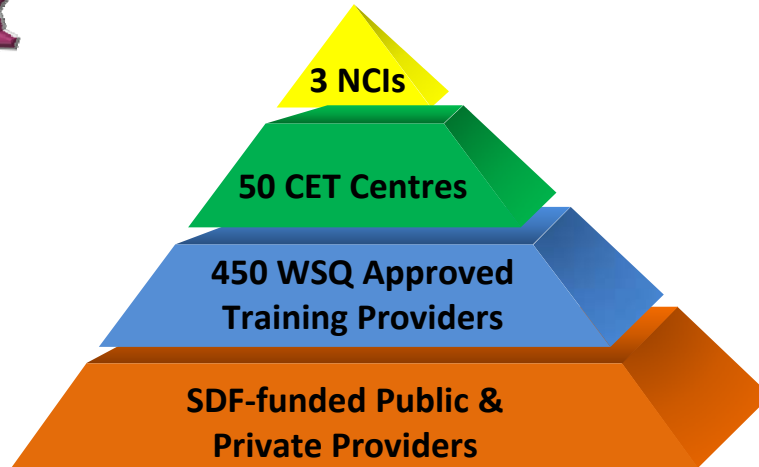 3 NCIs
50 CET Centres
450 WSQ Approved
Training Providers
SDF-funded Public &
Private Providers